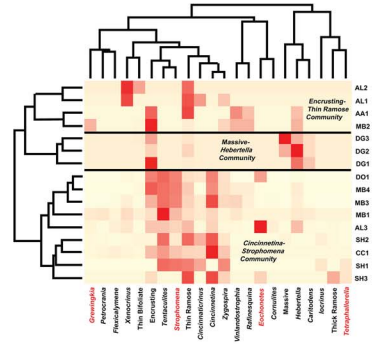 AL2
AL1
AA1
MB2
DG3
DG2
DG1
DO1
MB4
MB3
MB1
AL3
SH2
CC1
SH1
SH3
Encrusting-
Thin Ramose
Community
Massive-
Hebertella
Community
Cincinnetina-
Strophomena
Community
Grewingkia
Petrocrania
Flexicalymene
Xenocrinus
Thin Bifoliate
Encrusting
Tentaculites
Strophomena
Thin Ramose
Cincinnaticrinus
Cincinnetina
Zygospira
Vinlandostrophia
Rafinesquina
Eochonetes
Cornulites
Massive
Hebertella
Caritodens
Iocrinus
Thick Ramose
Tetraphalerella